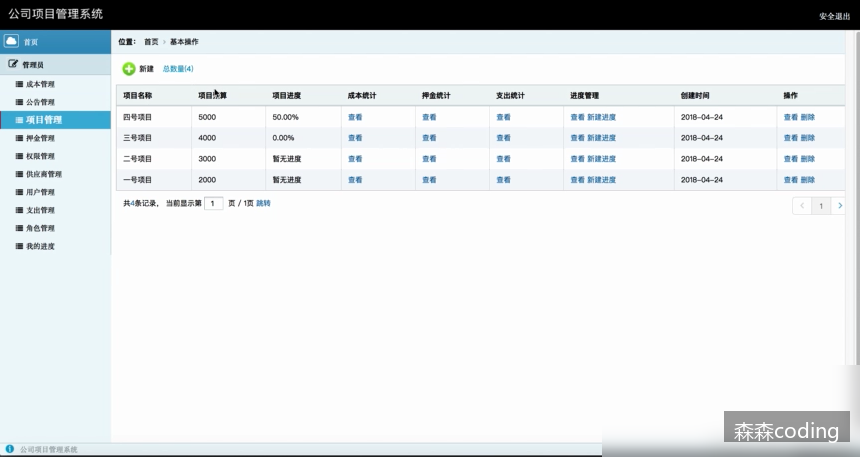 公司项目管理系统
安全退出
首页
位置： 首页 › 基本操作
管理员
新建 总数量(4)
成本管理
公告管理
项目管理
押金管理
权限管理
供应商管理
用户管理
支出管理
角色管理
我的进度
项目名称 项目预算 项目进度 成本统计 押金统计 支出统计 进度管理 创建时间 操作
四号项目 5000 50.00% 查看 查看 查看 查看 新建进度 2018-04-24 查看 删除
三号项目 4000 0.00% 查看 查看 查看 查看 新建进度 2018-04-24 查看 删除
二号项目 3000 暂无进度 查看 查看 查看 查看 新建进度 2018-04-24 查看 删除
一号项目 2000 暂无进度 查看 查看 查看 查看 新建进度 2018-04-24 查看 删除
共4条记录， 当前显示第 1 页 / 1页 跳转
‹ 1 ›
公司项目管理系统
森森coding